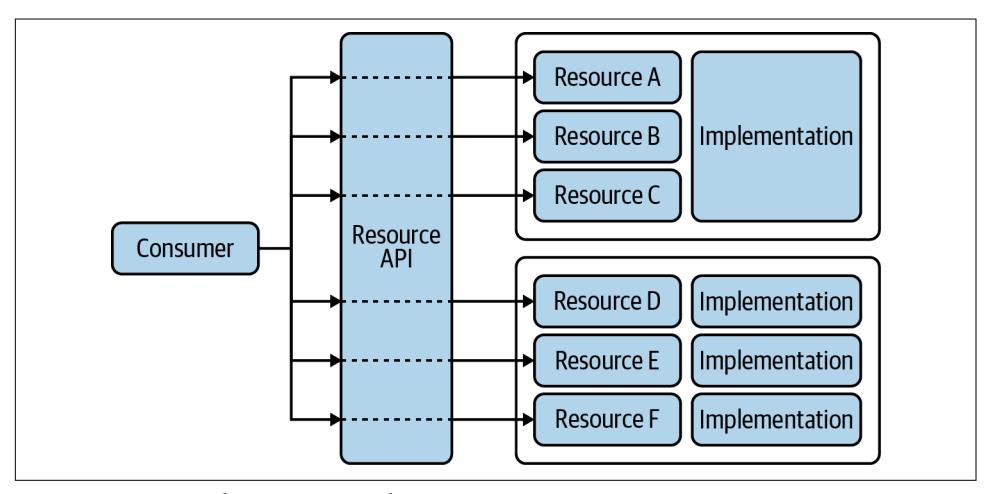 Consumer
Resource
API
Resource A
Resource B
Resource C
Implementation
Resource D
Implementation
Resource E
Implementation
Resource F
Implementation